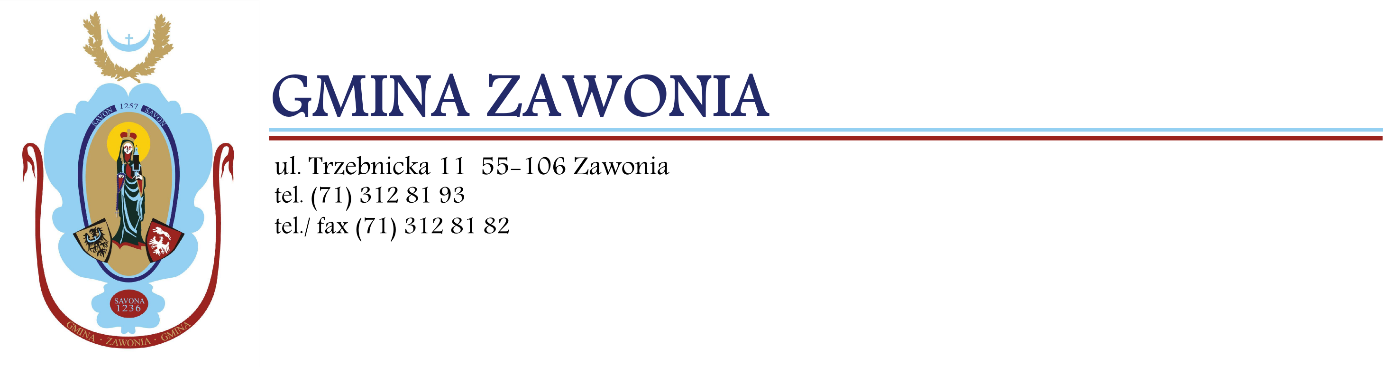 SAVON 1257 SAVON
SAVONA
1236
GMINA · ZAWONIA · GMINA
GMINA ZAWONIA
ul. Trzebnicka 11 55-106 Zawonia
tel. (71) 312 81 93
tel./ fax (71) 312 81 82